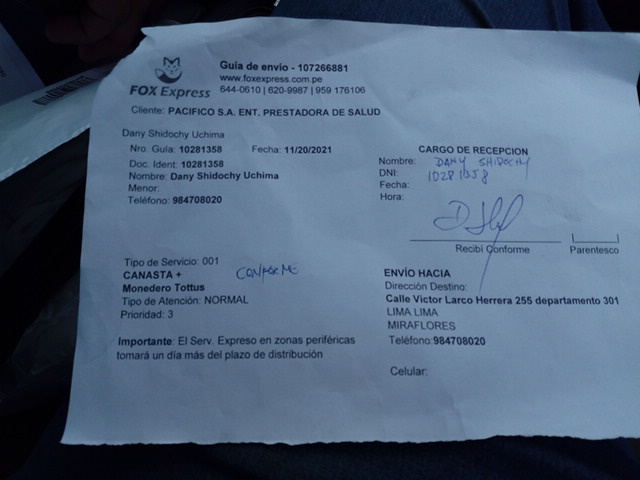 FOX Express
Guía de envío - 107266881
www.foxexpress.com.pe
644-0610 | 620-9987 | 959 176106
Cliente: PACIFICO S.A. ENT. PRESTADORA DE SALUD
Dany Shidochy Uchima
Nro. Guía: 10281358 Fecha: 11/20/2021
Doc. Ident: 10281358
Nombre: Dany Shidochy Uchima
Menor:
Teléfono: 984708020
CARGO DE RECEPCION
Nombre: DANY SHIDOCHY
DNI: 10281358
Fecha:
Hora:
Recibí Conforme Parentesco
Tipo de Servicio: 001
CANASTA + CONFORME
Monedero Tottus
Tipo de Atención: NORMAL
Prioridad: 3
Importante: El Serv. Expreso en zonas periféricas
tomará un día más del plazo de distribución
ENVÍO HACIA
Dirección Destino:
Calle Victor Larco Herrera 255 departamento 301
LIMA LIMA
MIRAFLORES
Teléfono:984708020
Celular: